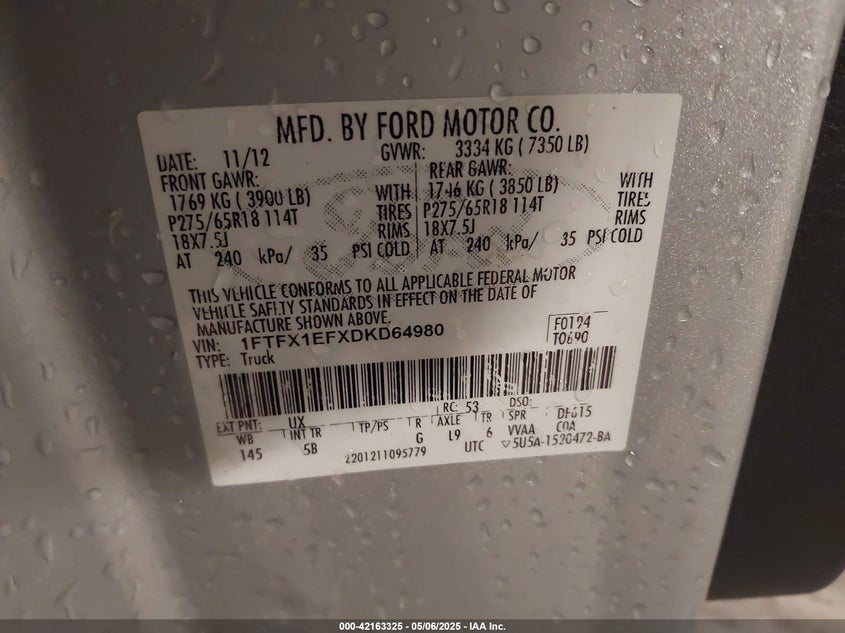 MFD. BY FORD MOTOR CO.
DATE: 11/12 GVWR: 3334 KG ( 7350 LB)
FRONT GAWR: REAR GAWR:
1769 KG ( 3900 LB) WITH 1746 KG ( 3850 LB) WITH
P275/65R18 114T TIRES P275/65R18 114T TIRES
18X7.5J RIMS 18X7.5J RIMS
AT 240 kPa/ 35 PSI COLD AT 240 kPa/ 35 PSI COLD
THIS VEHICLE CONFORMS TO ALL APPLICABLE FEDERAL MOTOR
VEHICLE SAFETY STANDARDS IN EFFECT ON THE DATE OF
MANUFACTURE SHOWN ABOVE.
VIN: 1FTFX1EFXDKD64980 F0194
TYPE: Truck T0690
EXT PNT: UX RC: 53 DSO:
WB INT TR TP/PS R AXLE TR SPR DF615
145 5B G L9 6 VVAA C0A
2201211095779 UTC ▽5U5A-1520472-BA
000-42163325 | 05/06/2025 - IAA Inc.